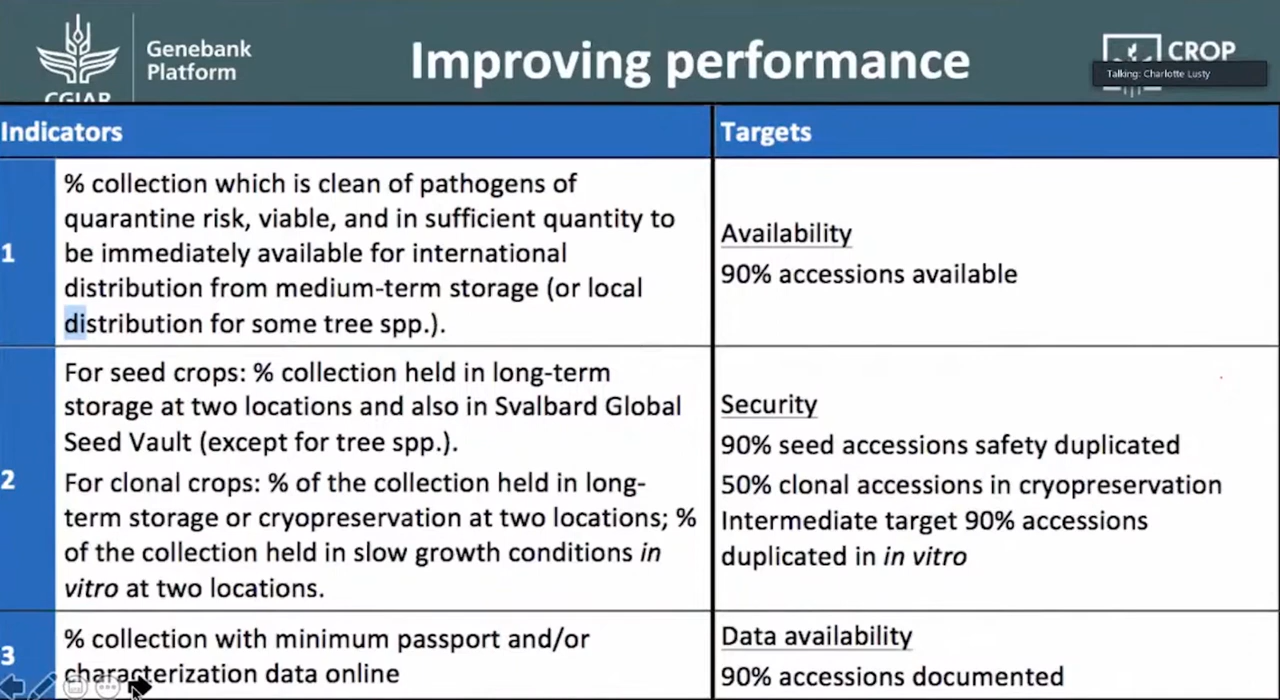 CGIAR
Genebank
Platform
Improving performance
CROP
Talking: Charlotte Lusty
Indicators
Targets
1
% collection which is clean of pathogens of
quarantine risk, viable, and in sufficient quantity to
be immediately available for international
distribution from medium-term storage (or local
distribution for some tree spp.).
Availability
90% accessions available
2
For seed crops: % collection held in long-term
storage at two locations and also in Svalbard Global
Seed Vault (except for tree spp.).
For clonal crops: % of the collection held in long-
term storage or cryopreservation at two locations; %
of the collection held in slow growth conditions in
vitro at two locations.
Security
90% seed accessions safety duplicated
50% clonal accessions in cryopreservation
Intermediate target 90% accessions
duplicated in in vitro
3
% collection with minimum passport and/or
characterization data online
Data availability
90% accessions documented